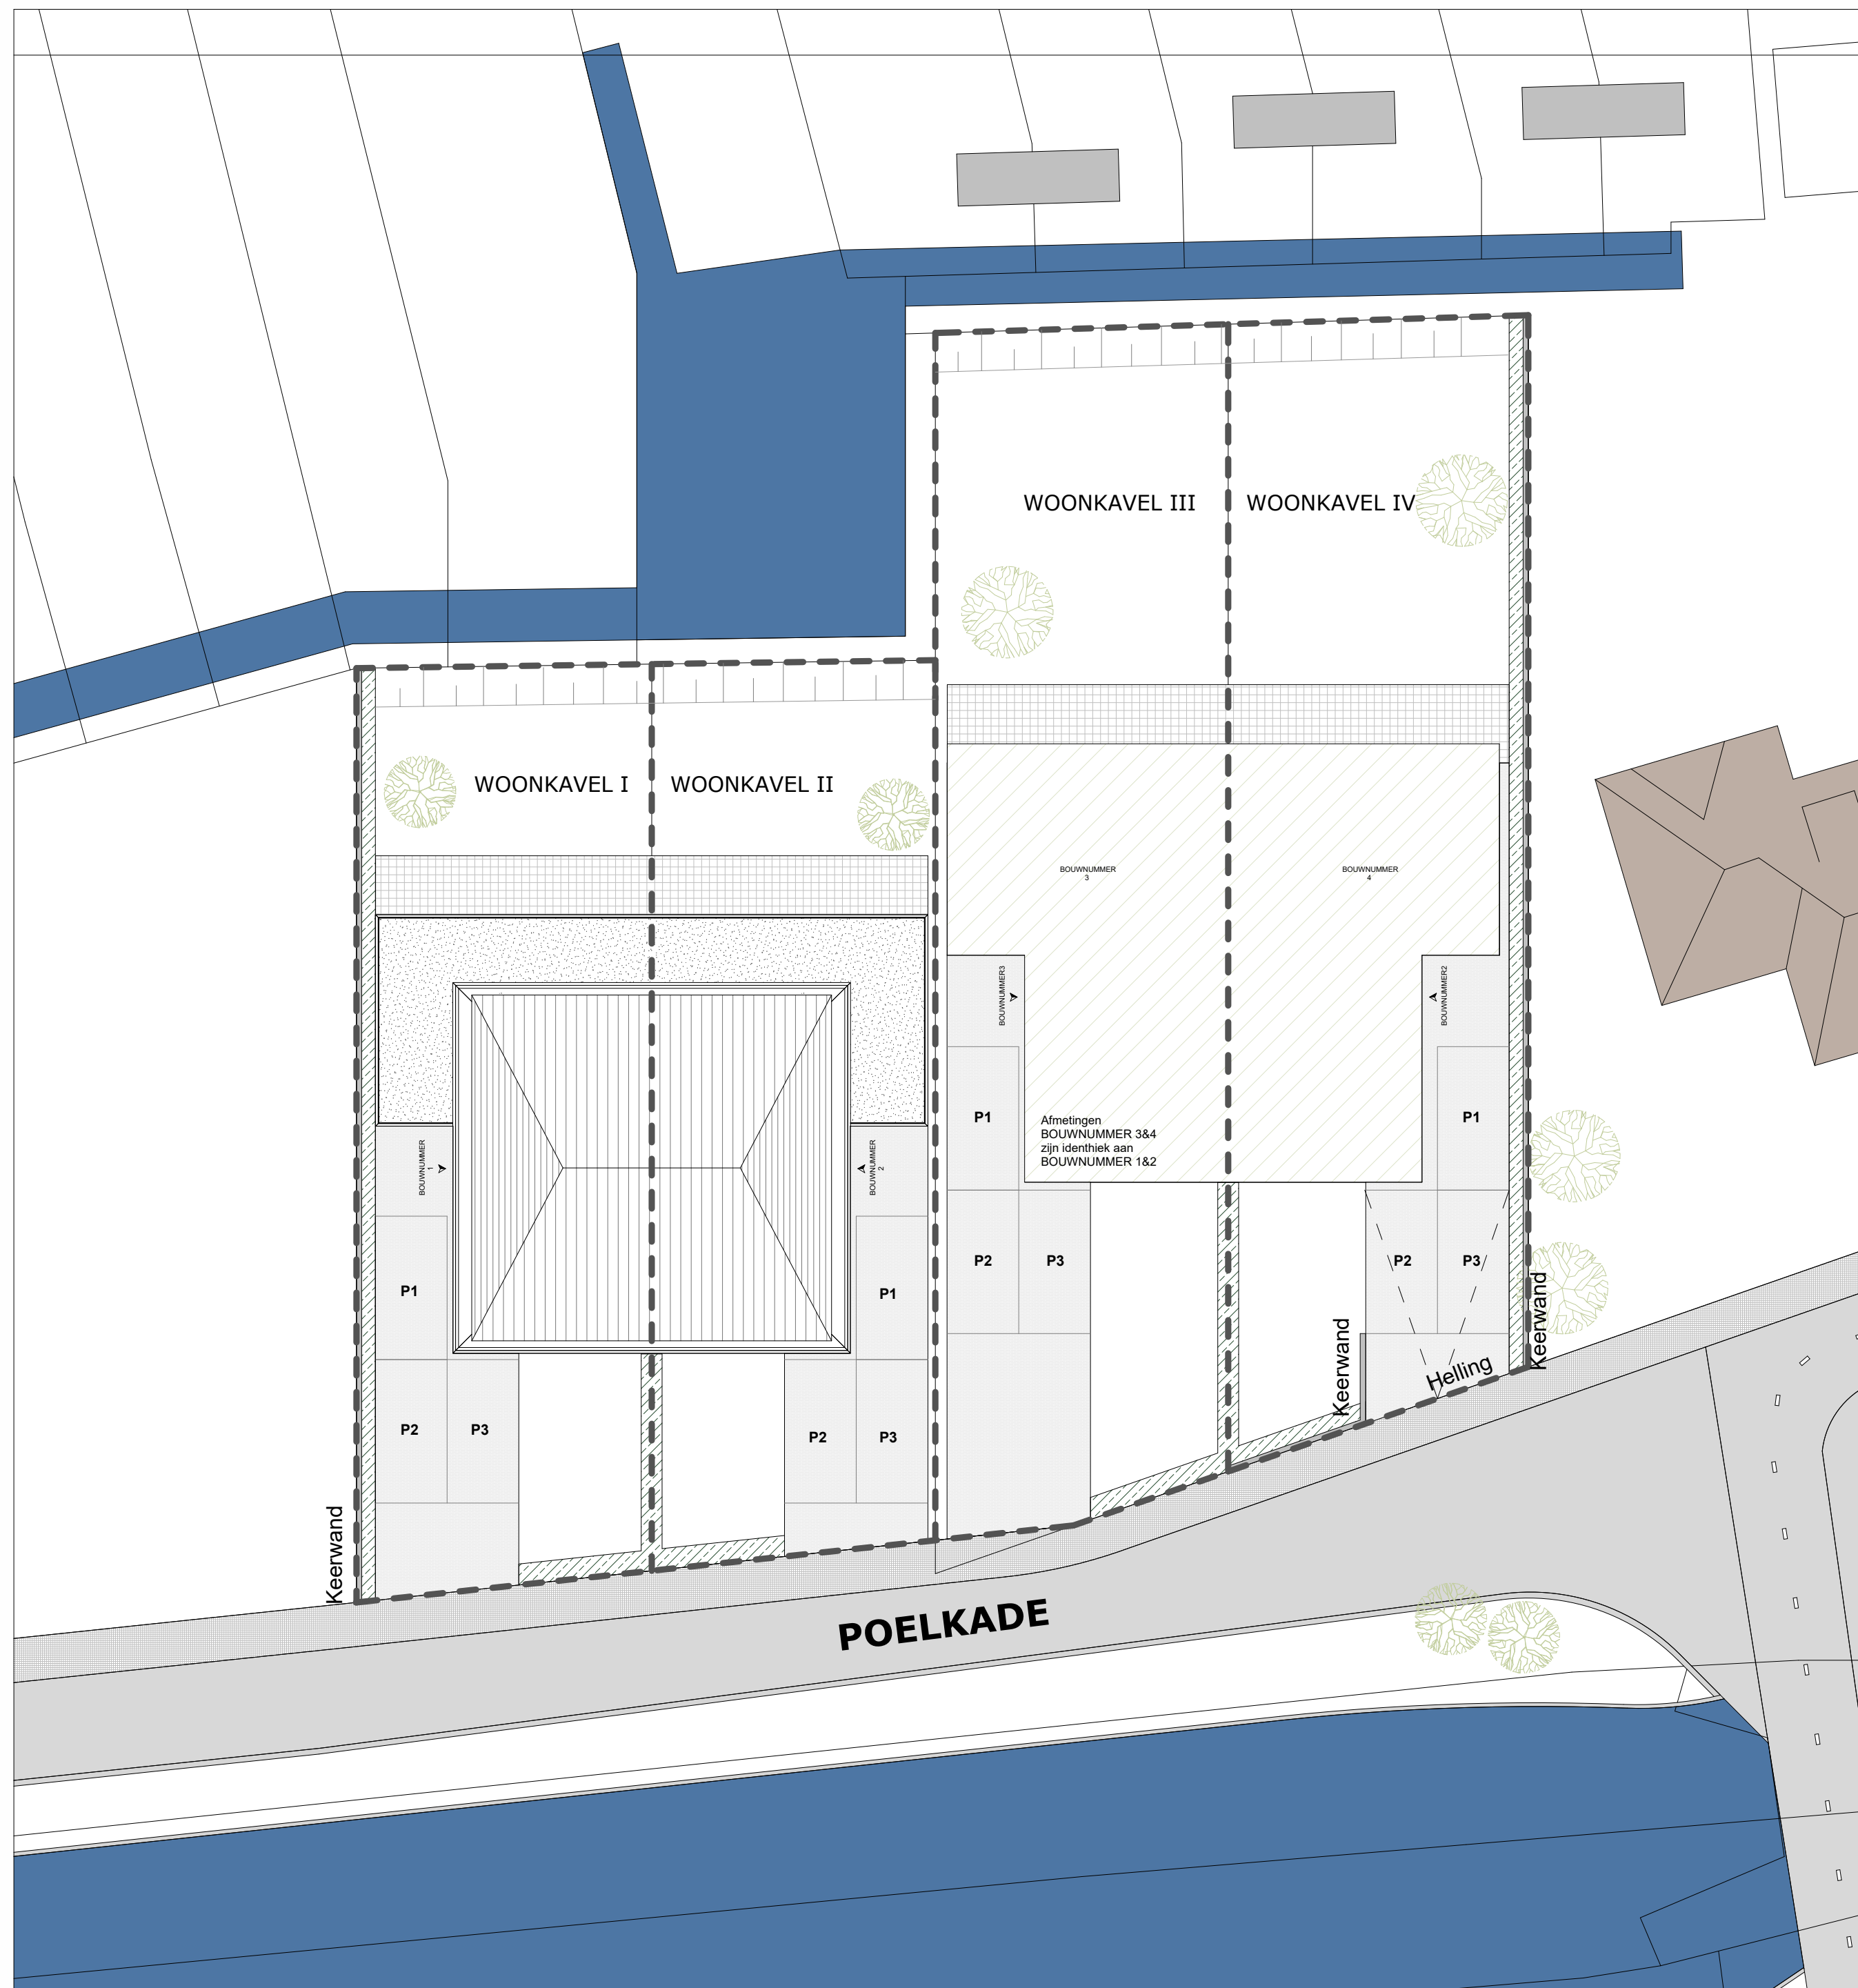 WOONKAVEL III
WOONKAVEL IV
WOONKAVEL I
WOONKAVEL II
BOUWNUMMER
3
BOUWNUMMER
4
BOUWNUMMER3
BOUWNUMMER2
P1
P1
Afmetingen
BOUWNUMMER 3&4
zijn identhiek aan
BOUWNUMMER 1&2
BOUWNUMMER
1
BOUWNUMMER
2
P2
P3
P2
P3
P1
P1
P2
P3
P2
P3
Keerwand
Keerwand
Helling
Keerwand
POELKADE